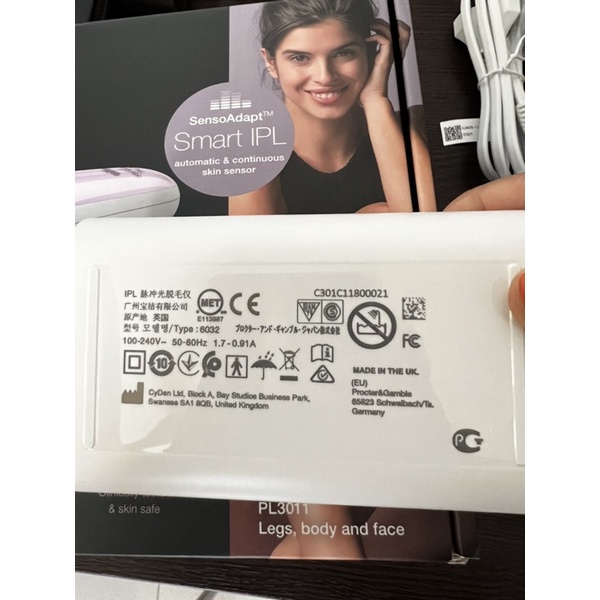 SensoAdapt™
Smart IPL
automatic & continuous
skin sensor
IPL 脉冲光脱毛仪
广州宝洁有限公司
原产地 英国
型号 모델명/Type : 6032
100-240V~ 50-60Hz 1.7-0.91A
MET
E113987
CE
C301C11800021
プロクター・アンド・ギャンブル・ジャパン株式会社
FC
10
CyDen Ltd, Block A, Bay Studios Business Park,
Swansea SA1 8QB, United Kingdom
MADE IN THE UK.
(EU)
Procter&Gamble
65823 Schwalbach/Ts.
Germany
& skin safe
PL3011
Legs, body and face